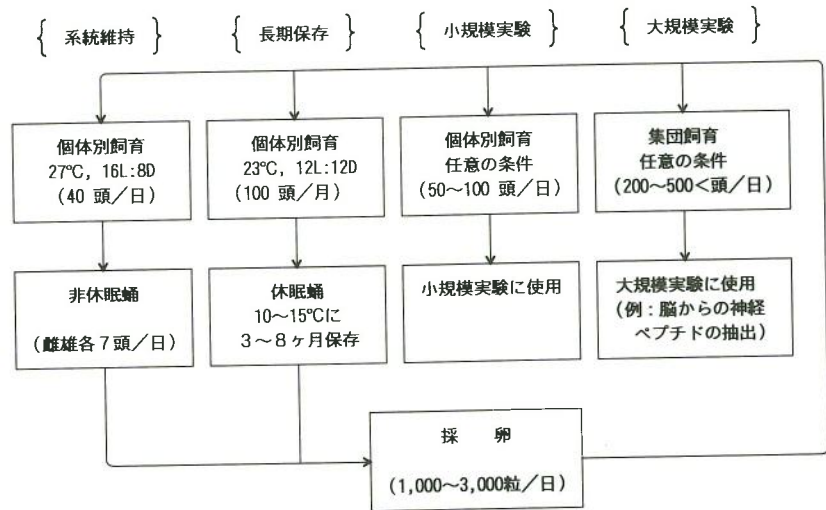 { 系統維持 } { 長期保存 } { 小規模実験 } { 大規模実験 }
個体別飼育
27℃, 16L:8D
(40 頭／日)
個体別飼育
23℃, 12L:12D
(100 頭／月)
個体別飼育
任意の条件
(50～100 頭／日)
集団飼育
任意の条件
(200～500<頭／日)
非休眠蛹
(雌雄各7頭／日)
休眠蛹
10～15℃に
3～8ヶ月保存
小規模実験に使用
大規模実験に使用
(例：脳からの神経
ペプチドの抽出)
採 卵
(1,000～3,000粒／日)